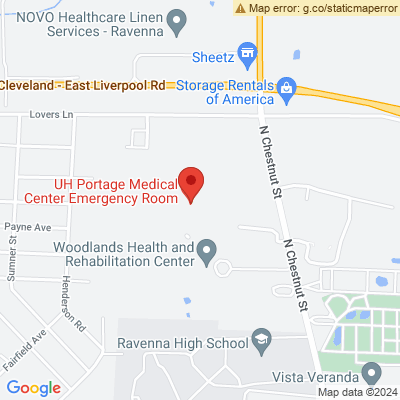 Map error: g.co/staticmaperror
NOVO Healthcare Linen
Services - Ravenna
Sheetz
Cleveland - East Liverpool Rd
Storage Rentals
of America
Lovers Ln
N Chestnut St
UH Portage Medical
Center Emergency Room
Payne Ave
Sumner St
Woodlands Health and
Rehabilitation Center
N Chestnut St
Henderson Rd
Fairfield Ave
Ravenna High School
Vista Veranda
Google
Map data ©2024